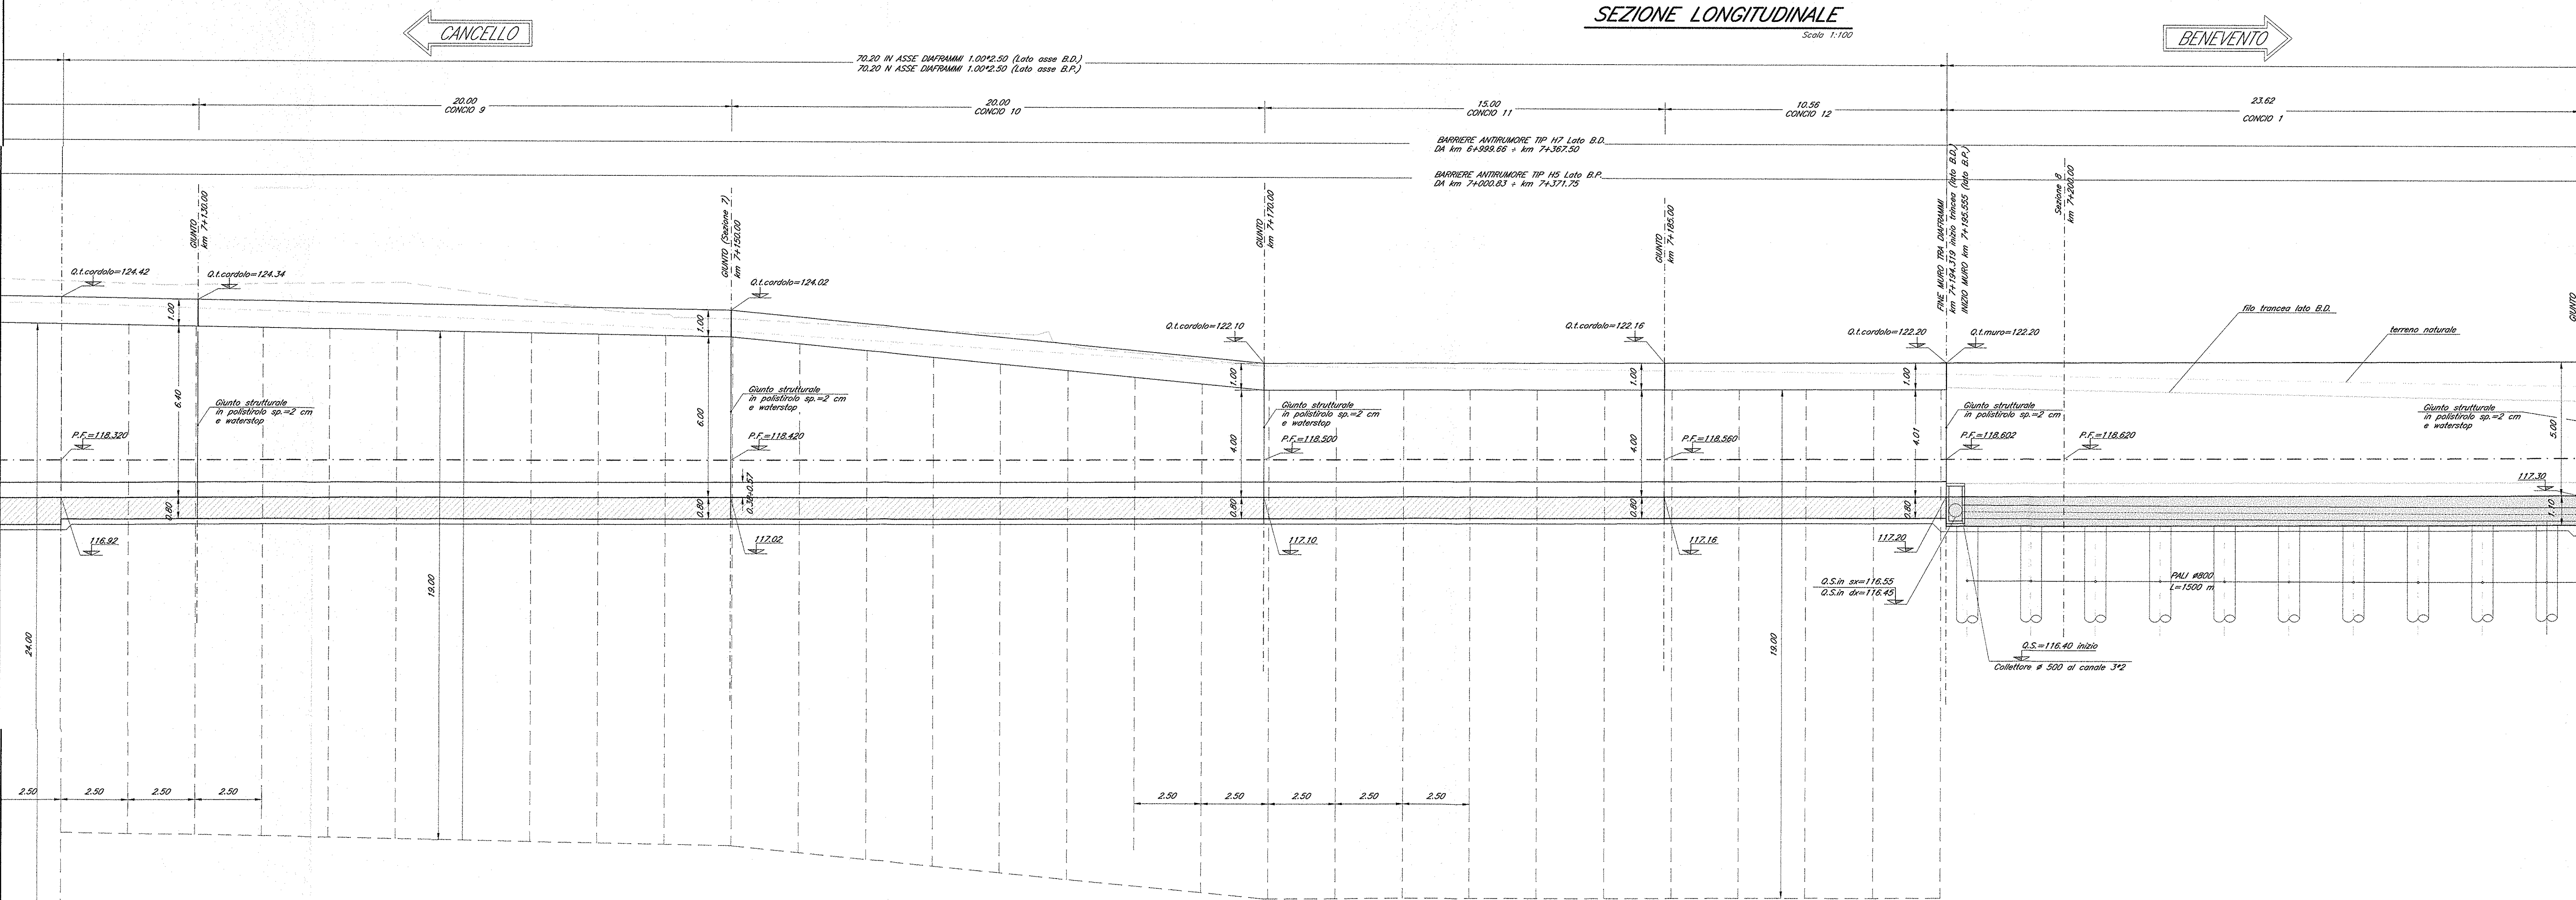 SEZIONE LONGITUDINALE
Scala 1:100
CANCELLO
BENEVENTO
70.20 IN ASSE DIAFRAMMI 1.00*2.50 (Lato asse B.D.)
70.20 N ASSE DIAFRAMMI 1.00*2.50 (Lato asse B.P.)
20.00
CONCIO 9
20.00
CONCIO 10
15.00
CONCIO 11
10.56
CONCIO 12
23.62
CONCIO 1
BARRIERE ANTIRUMORE TIP H7 Lato B.D.
DA km 6+999.66 ÷ km 7+367.50
BARRIERE ANTIRUMORE TIP H5 Lato B.P.
DA km 7+000.83 ÷ km 7+371.75
GIUNTO
km 7+130.00
GIUNTO (Sezione 7)
km 7+150.00
GIUNTO
km 7+170.00
GIUNTO
km 7+185.00
FINE MURO TRA DIAFRAMMI
km 7+194.319 inizio trincea (lato B.D.)
INIZIO MURO km 7+195.555 (lato B.P.)
Sezione 8
km 7+200.00
GIUNTO
Q.t.cordolo=124.42
Q.t.cordolo=124.34
Q.t.cordolo=124.02
Q.t.cordolo=122.10
Q.t.cordolo=122.16
Q.t.cordolo=122.20
Q.t.muro=122.20
filo trancea lato B.D.
terreno naturale
1.00
1.00
1.00
1.00
1.00
6.40
6.00
4.00
4.00
4.01
5.00
Giunto strutturale
in polistirolo sp.=2 cm
e waterstop
Giunto strutturale
in polistirolo sp.=2 cm
e waterstop
Giunto strutturale
in polistirolo sp.=2 cm
e waterstop
Giunto strutturale
in polistirolo sp.=2 cm
e waterstop
Giunto strutturale
in polistirolo sp.=2 cm
e waterstop
P.F.=118.320
P.F.=118.420
P.F.=118.500
P.F.=118.560
P.F.=118.602
P.F.=118.620
117.30
0.80
0.80
0.38÷0.57
0.80
0.80
0.80
1.10
116.92
117.02
117.10
117.16
117.20
Q.S.in sx=116.55
Q.S.in dx=116.45
PALI ø800
L=1500 m
Q.S.=116.40 inizio
Collettore ø 500 al canale 3*2
24.00
19.00
19.00
2.50
2.50
2.50
2.50
2.50
2.50
2.50
2.50
2.50